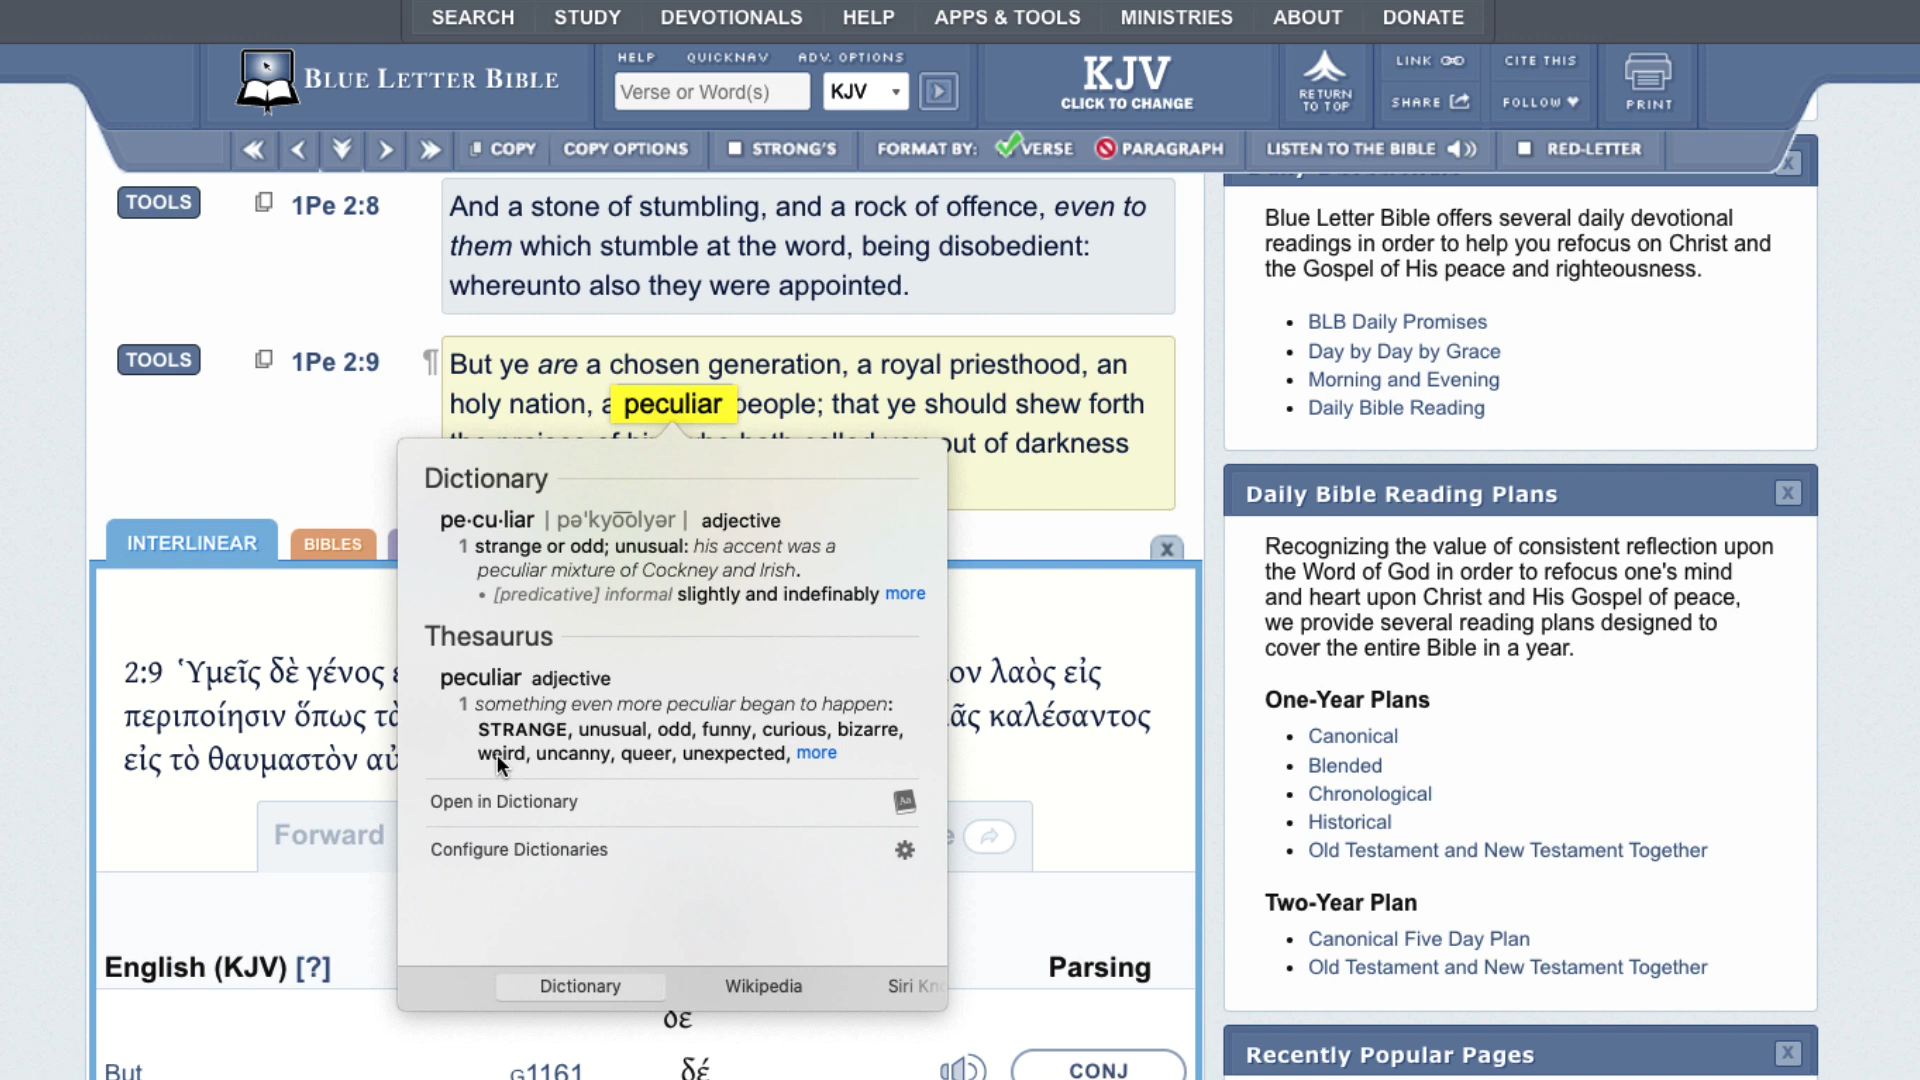 SEARCH STUDY DEVOTIONALS HELP APPS & TOOLS MINISTRIES ABOUT DONATE
BLUE LETTER BIBLE
HELP QUICKNAV ADV. OPTIONS
Verse or Word(s) KJV
KJV
CLICK TO CHANGE
RETURN
TO TOP
LINK
SHARE
CITE THIS
FOLLOW
PRINT
COPY COPY OPTIONS STRONG'S FORMAT BY: VERSE PARAGRAPH LISTEN TO THE BIBLE RED-LETTER
TOOLS 1Pe 2:8 And a stone of stumbling, and a rock of offence, even to
them which stumble at the word, being disobedient:
whereunto also they were appointed.
TOOLS 1Pe 2:9 ¶ But ye are a chosen generation, a royal priesthood, an
holy nation, a peculiar people; that ye should shew forth
out of darkness
Dictionary
pe·cu·liar | pəˈkyo͞olyər | adjective
1 strange or odd; unusual: his accent was a
peculiar mixture of Cockney and Irish.
• [predicative] informal slightly and indefinably more
Thesaurus
peculiar adjective
1 something even more peculiar began to happen:
STRANGE, unusual, odd, funny, curious, bizarre,
weird, uncanny, queer, unexpected, more
Open in Dictionary
Configure Dictionaries
Dictionary Wikipedia Siri
INTERLINEAR BIBLES X
2:9 Ὑμεῖς δὲ γένος λαὸς εἰς
περιποίησιν ὅπως καλέσαντος
εἰς τὸ θαυμαστὸν
Forward
English (KJV) [?] Parsing
δε
But G1161 δέ CONJ
X
Blue Letter Bible offers several daily devotional
readings in order to help you refocus on Christ and
the Gospel of His peace and righteousness.
• BLB Daily Promises
• Day by Day by Grace
• Morning and Evening
• Daily Bible Reading
Daily Bible Reading Plans X
Recognizing the value of consistent reflection upon
the Word of God in order to refocus one's mind
and heart upon Christ and His Gospel of peace,
we provide several reading plans designed to
cover the entire Bible in a year.
One-Year Plans
• Canonical
• Blended
• Chronological
• Historical
• Old Testament and New Testament Together
Two-Year Plan
• Canonical Five Day Plan
• Old Testament and New Testament Together
Recently Popular Pages X